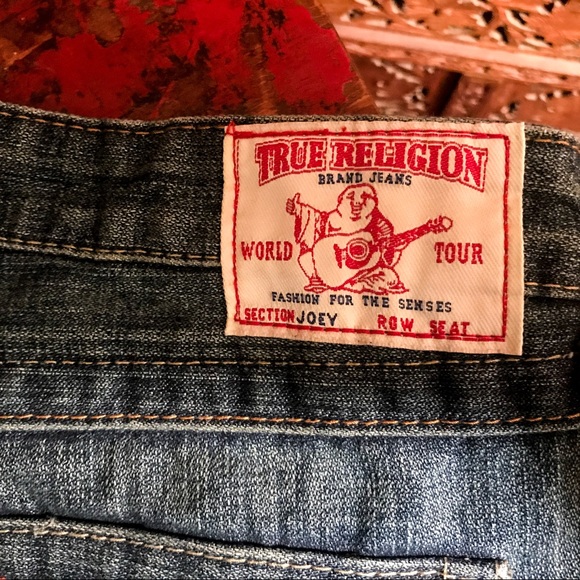 TRUE RELIGION
BRAND JEANS
WORLD TOUR
FASHION FOR THE SENSES
SECTION JOEY ROW SEAT